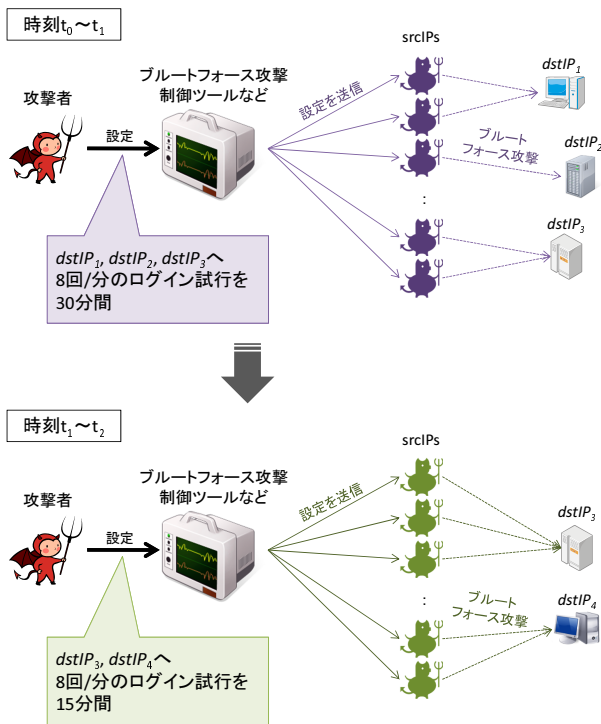 時刻t₀～t₁
srcIPs
dstIP₁
ブルートフォース攻撃
制御ツールなど
攻撃者
設定
設定を送信
ブルート
フォース攻撃
dstIP₂
:
dstIP₃
dstIP₁, dstIP₂, dstIP₃へ
8回/分のログイン試行を
30分間
時刻t₁～t₂
srcIPs
ブルートフォース攻撃
制御ツールなど
攻撃者
設定
設定を送信
dstIP₃
:
ブルート
フォース攻撃
dstIP₄
dstIP₃, dstIP₄へ
8回/分のログイン試行を
15分間